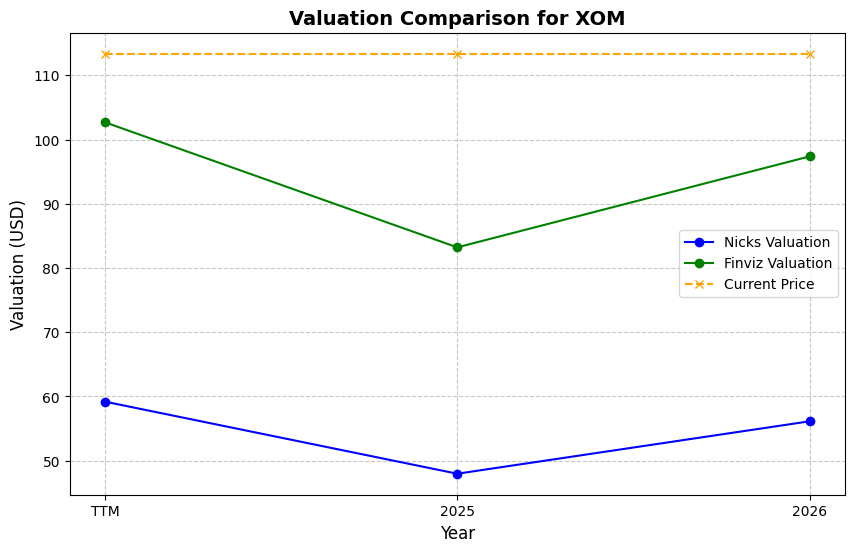 Valuation Comparison for XOM
Valuation (USD)
110
100
90
80
70
60
50
Nicks Valuation
Finviz Valuation
Current Price
TTM
2025
2026
Year